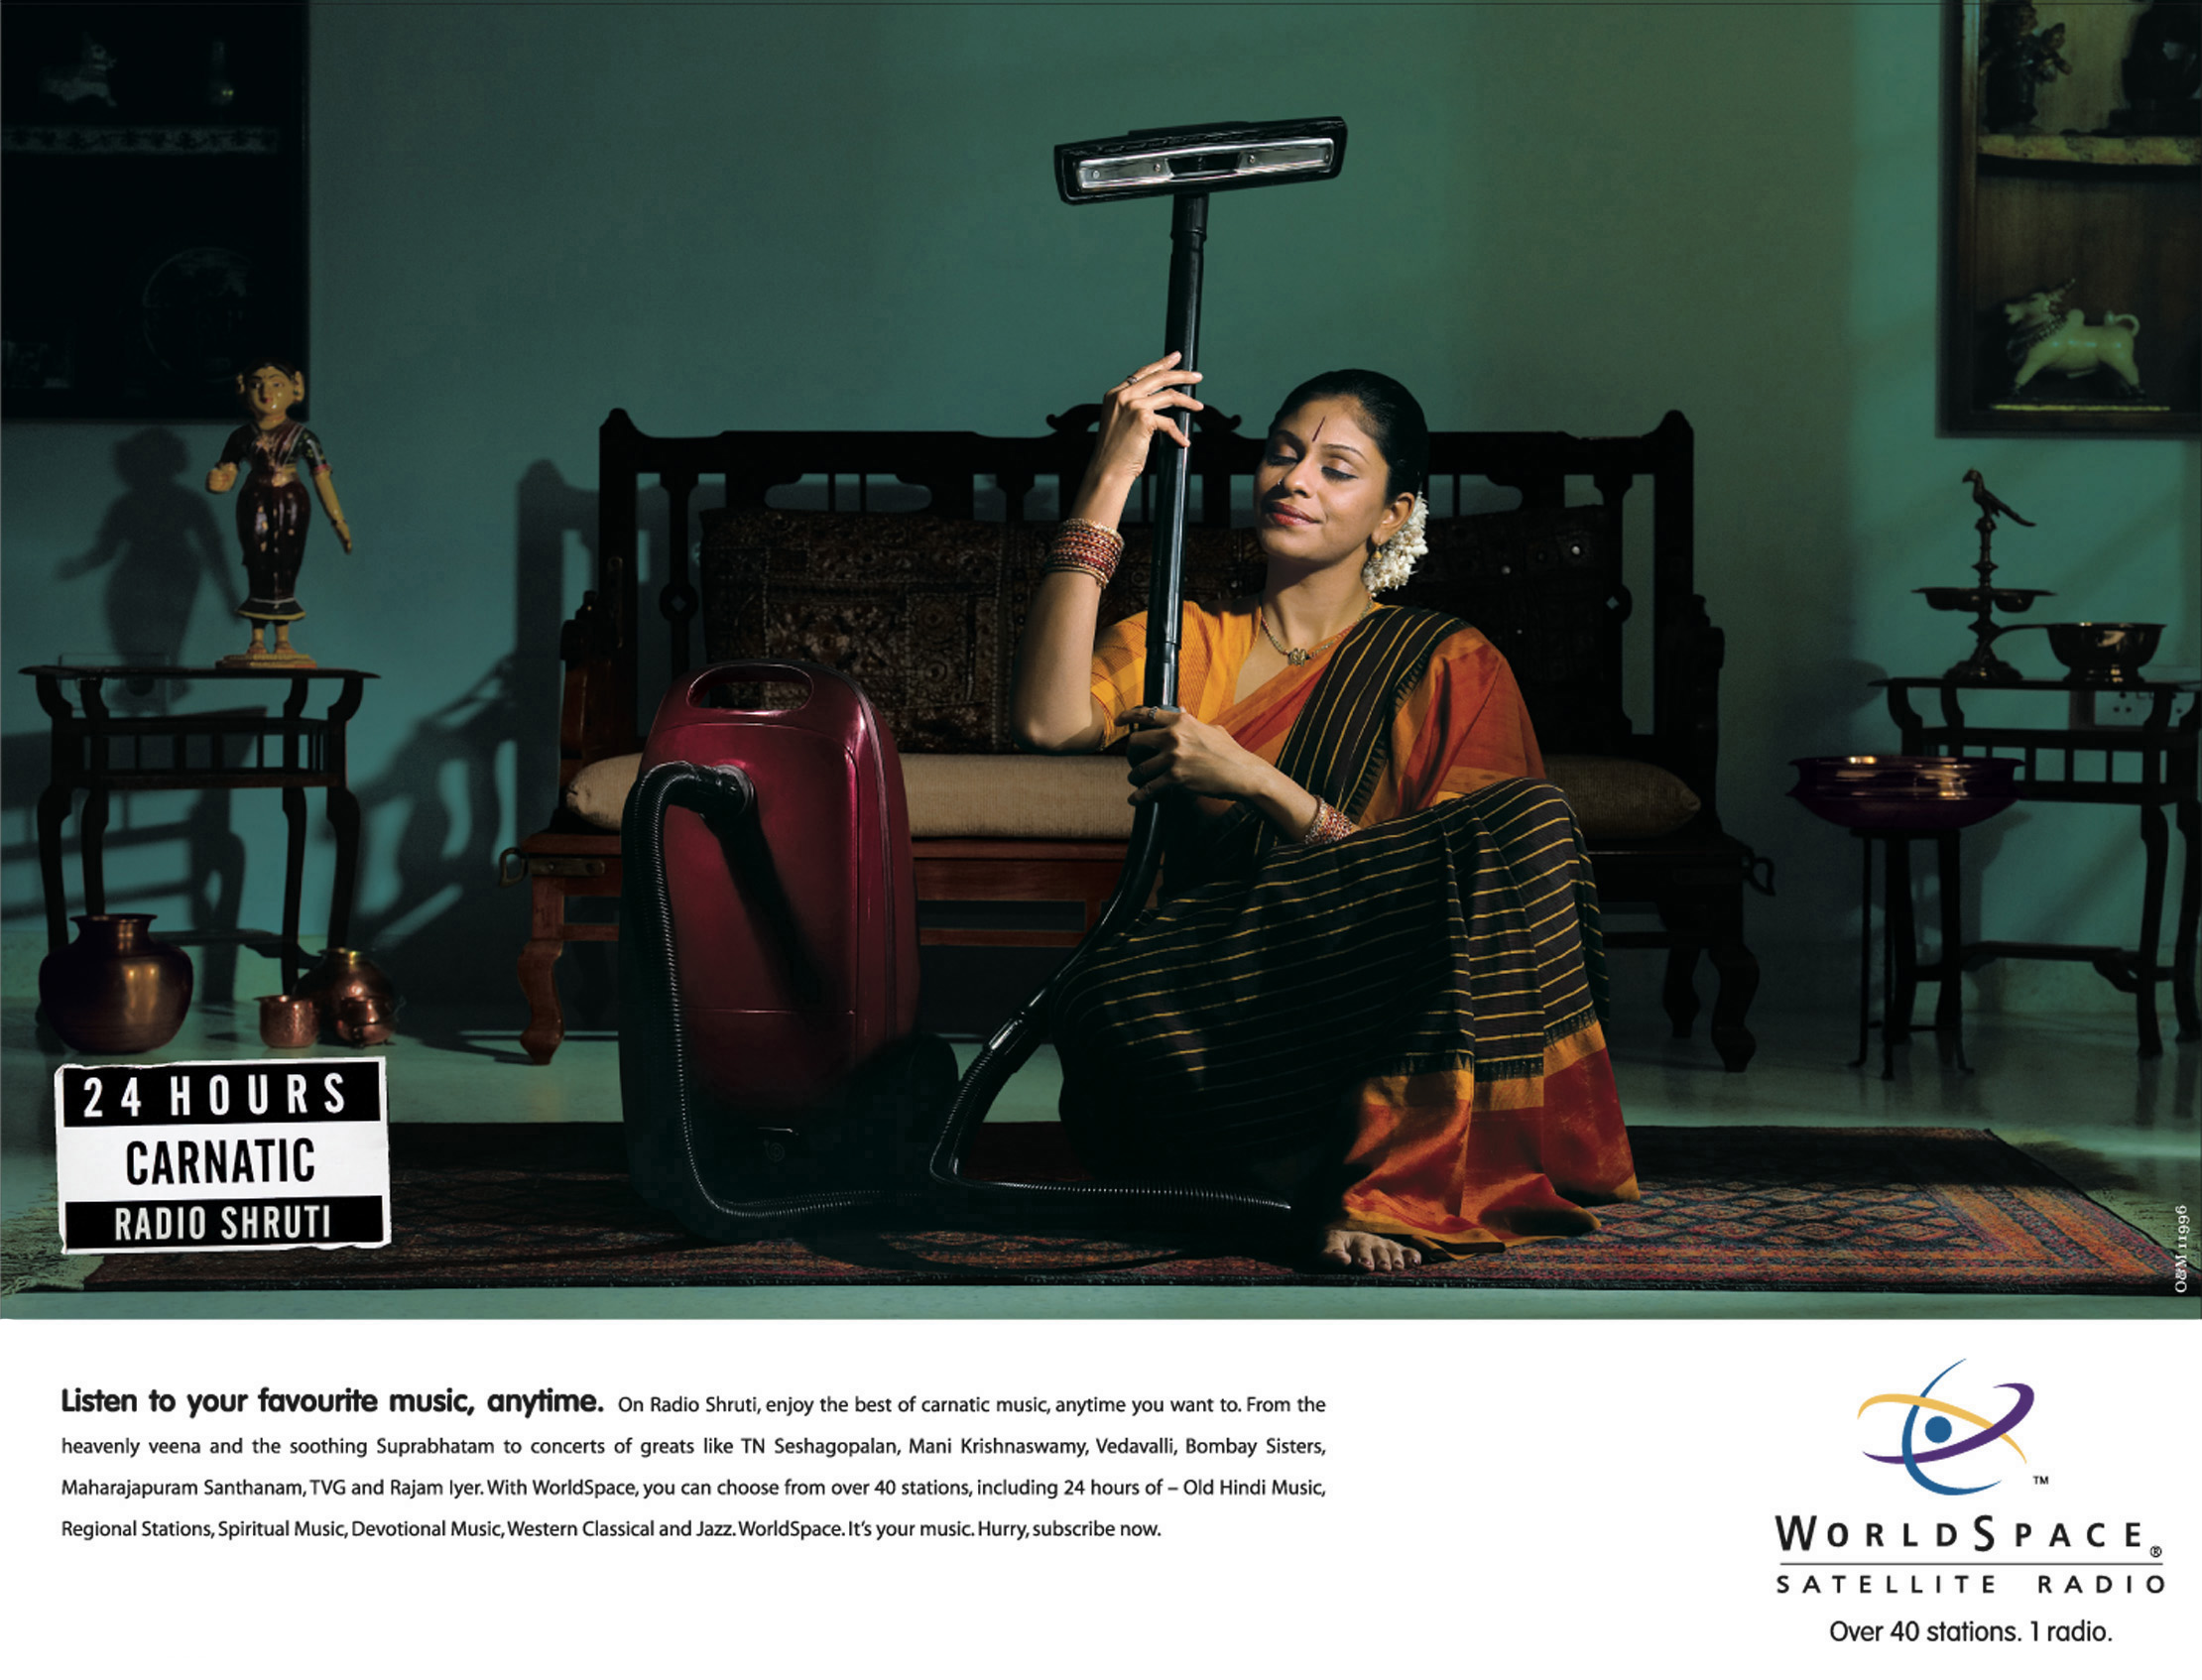 24 HOURS
CARNATIC
RADIO SHRUTI
O&M 11996
Listen to your favourite music, anytime. On Radio Shruti, enjoy the best of carnatic music, anytime you want to. From the
heavenly veena and the soothing Suprabhatam to concerts of greats like TN Seshagopalan, Mani Krishnaswamy, Vedavalli, Bombay Sisters,
Maharajapuram Santhanam, TVG and Rajam Iyer. With WorldSpace, you can choose from over 40 stations, including 24 hours of – Old Hindi Music,
Regional Stations, Spiritual Music, Devotional Music, Western Classical and Jazz. WorldSpace. It's your music. Hurry, subscribe now.
™
WORLDSPACE®
SATELLITE RADIO
Over 40 stations. 1 radio.